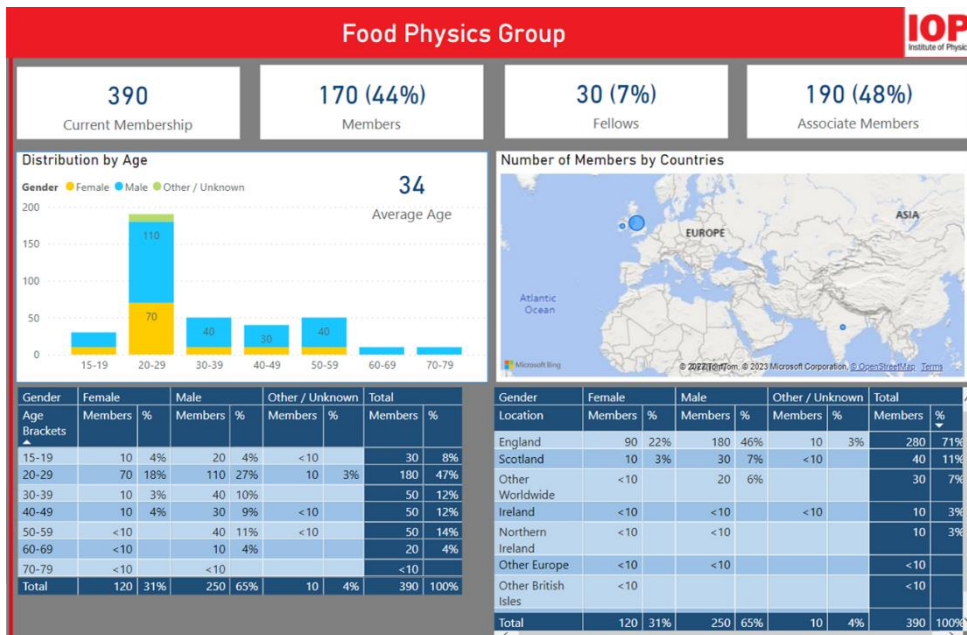 Food Physics Group
IOP
Institute of Physic
390
Current Membership
170 (44%)
Members
30 (7%)
Fellows
190 (48%)
Associate Members
Distribution by Age
Gender Female Male Other / Unknown
34
Average Age
200
150
100
50
0
110
70
40
30
40
15-19 20-29 30-39 40-49 50-59 60-69 70-79
Number of Members by Countries
ASIA
EUROPE
Atlantic
Ocean
Microsoft Bing
© 2023 Microsoft Corporation, © OpenStreetMap Terms
Gender Female Male Other / Unknown Total
Age Brackets Members % Members % Members % Members %
15-19 10 4% 20 4% <10 30 8%
20-29 70 18% 110 27% 10 3% 180 47%
30-39 10 3% 40 10% 50 12%
40-49 10 4% 30 9% <10 50 12%
50-59 <10 40 11% <10 50 14%
60-69 <10 10 4% 20 4%
70-79 <10 <10 <10
Total 120 31% 250 65% 10 4% 390 100%
Gender Female Male Other / Unknown Total
Location Members % Members % Members % Members %
England 90 22% 180 46% 10 3% 280 71%
Scotland 10 3% 30 7% <10 40 11%
Other Worldwide <10 20 6% 30 7%
Ireland <10 <10 <10 10 3%
Northern Ireland <10 <10 10 3%
Other Europe <10 <10 <10
Other British Isles <10 <10
Total 120 31% 250 65% 10 4% 390 100%